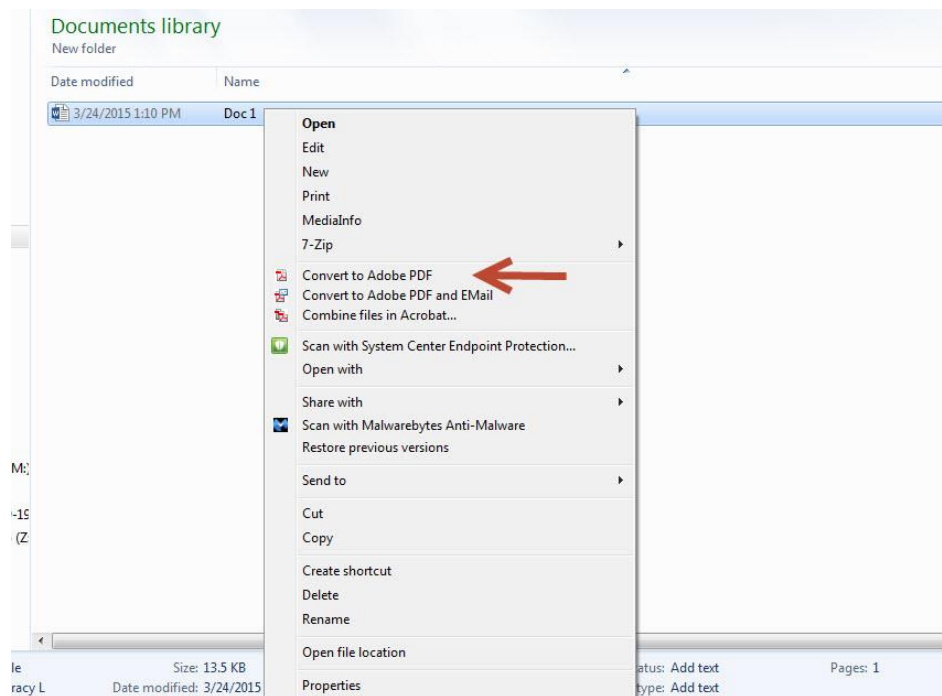 Documents library
New folder
Date modified Name
3/24/2015 1:10 PM Doc 1
Open
Edit
New
Print
MediaInfo
7-Zip
Convert to Adobe PDF
Convert to Adobe PDF and EMail
Combine files in Acrobat...
Scan with System Center Endpoint Protection...
Open with
Share with
Scan with Malwarebytes Anti-Malware
Restore previous versions
M:)
Send to
-19
Cut
(Z
Copy
Create shortcut
Delete
Rename
Open file location
le Size: 13.5 KB atus: Add text Pages: 1
racy L Date modified: 3/24/2015 Properties type: Add text